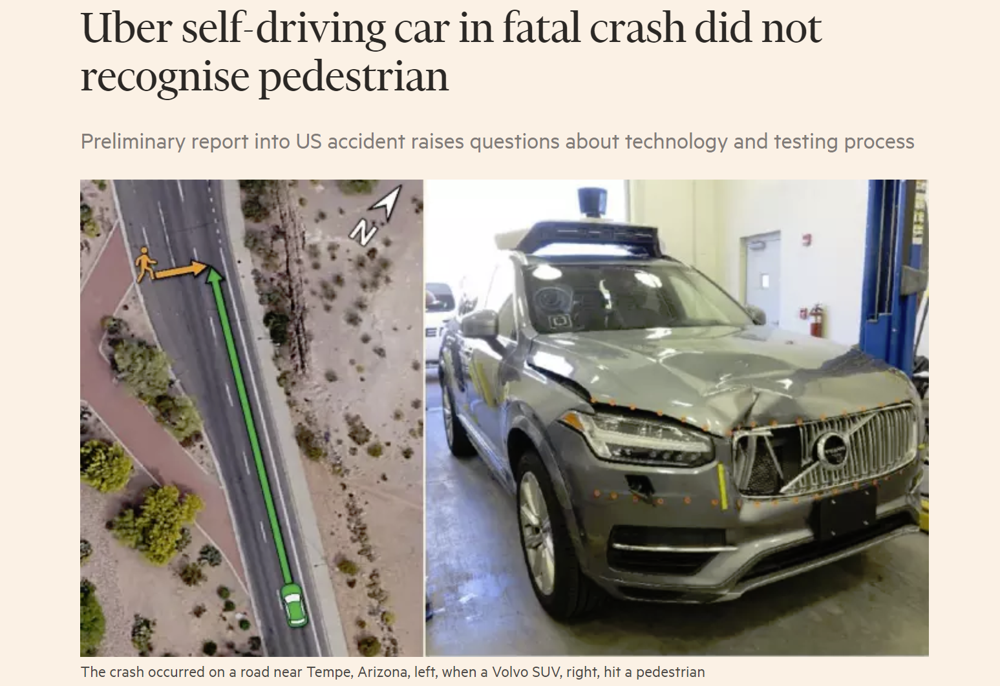 Uber self-driving car in fatal crash did not
recognise pedestrian
Preliminary report into US accident raises questions about technology and testing process
N
The crash occurred on a road near Tempe, Arizona, left, when a Volvo SUV, right, hit a pedestrian